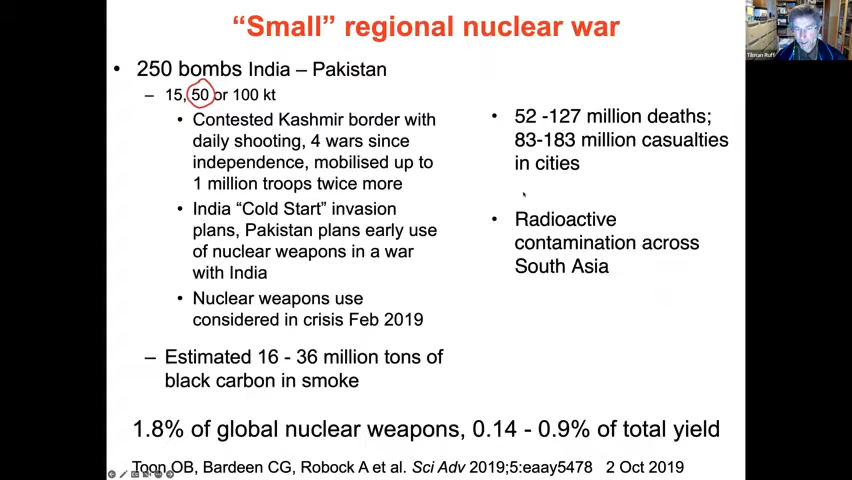 “Small” regional nuclear war
• 250 bombs India – Pakistan
– 15, 50 or 100 kt
• Contested Kashmir border with
daily shooting, 4 wars since
independence, mobilised up to
1 million troops twice more
• India “Cold Start” invasion
plans, Pakistan plans early use
of nuclear weapons in a war
with India
• Nuclear weapons use
considered in crisis Feb 2019
– Estimated 16 - 36 million tons of
black carbon in smoke
• 52 -127 million deaths;
83-183 million casualties
in cities
• Radioactive
contamination across
South Asia
1.8% of global nuclear weapons, 0.14 - 0.9% of total yield
Toon OB, Bardeen CG, Robock A et al. Sci Adv 2019;5:eaay5478 2 Oct 2019
Tilman Ruff